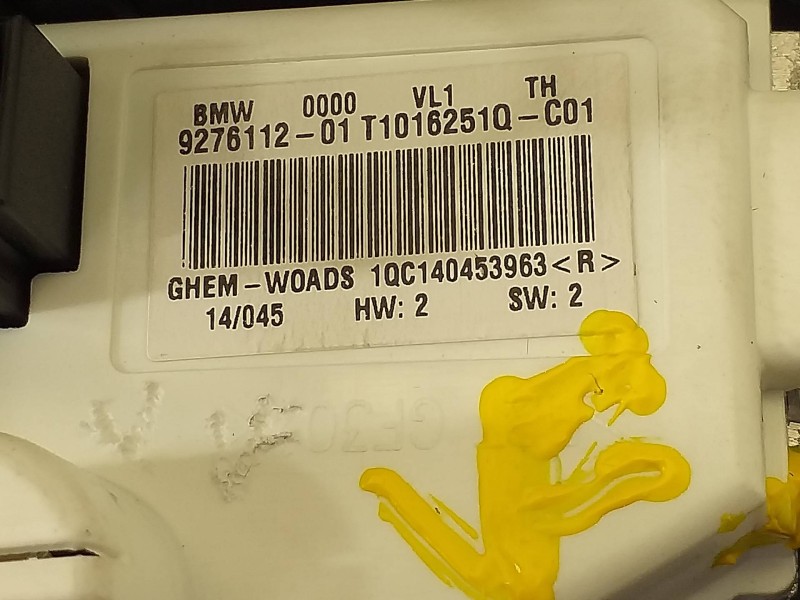 BMW 0000 VL1 TH
9276112-01 T1016251Q-C01
GHEM-WOADS 1QC140453963<R>
14/045 HW: 2 SW: 2